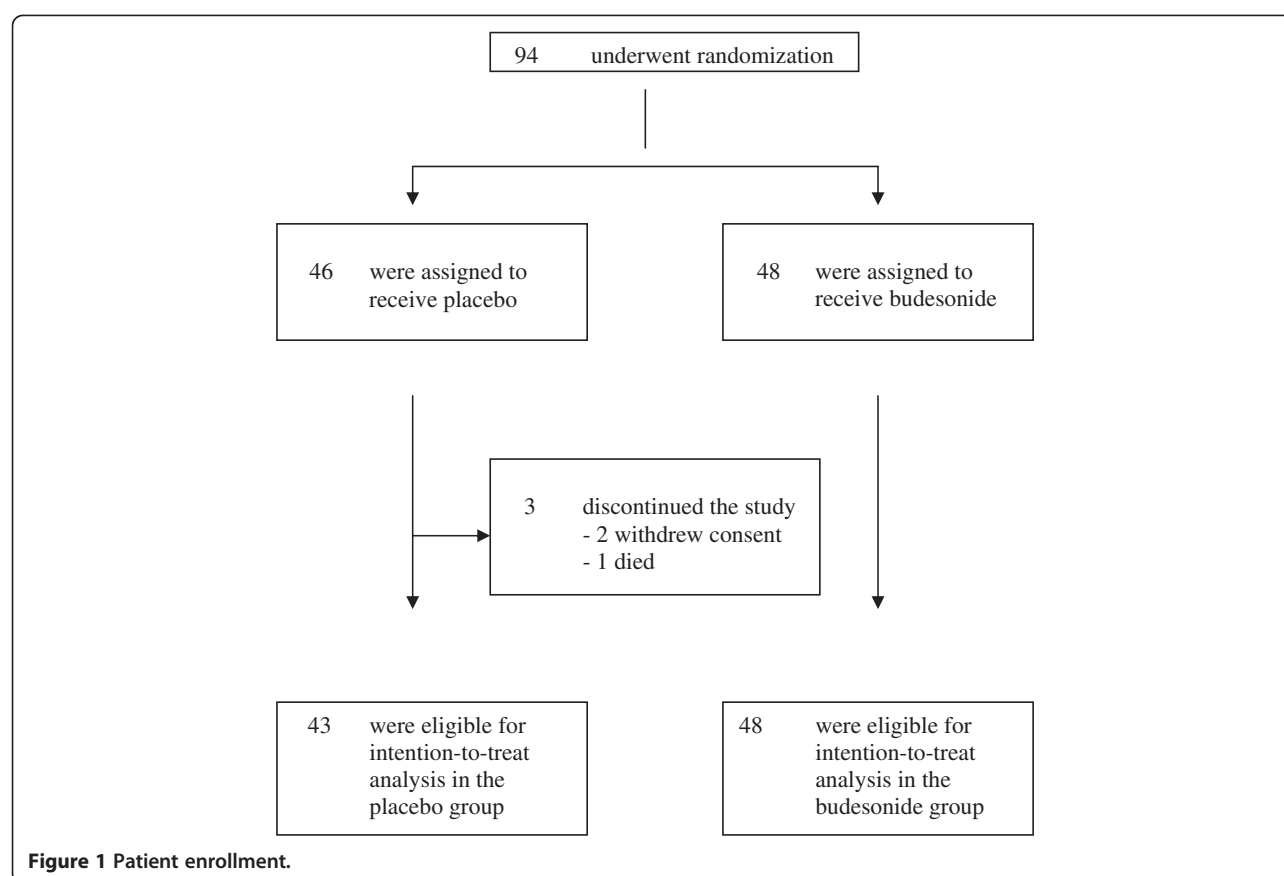 94 underwent randomization
46 were assigned to
receive placebo
48 were assigned to
receive budesonide
3 discontinued the study
- 2 withdrew consent
- 1 died
43 were eligible for
intention-to-treat
analysis in the
placebo group
48 were eligible for
intention-to-treat
analysis in the
budesonide group
Figure 1 Patient enrollment.